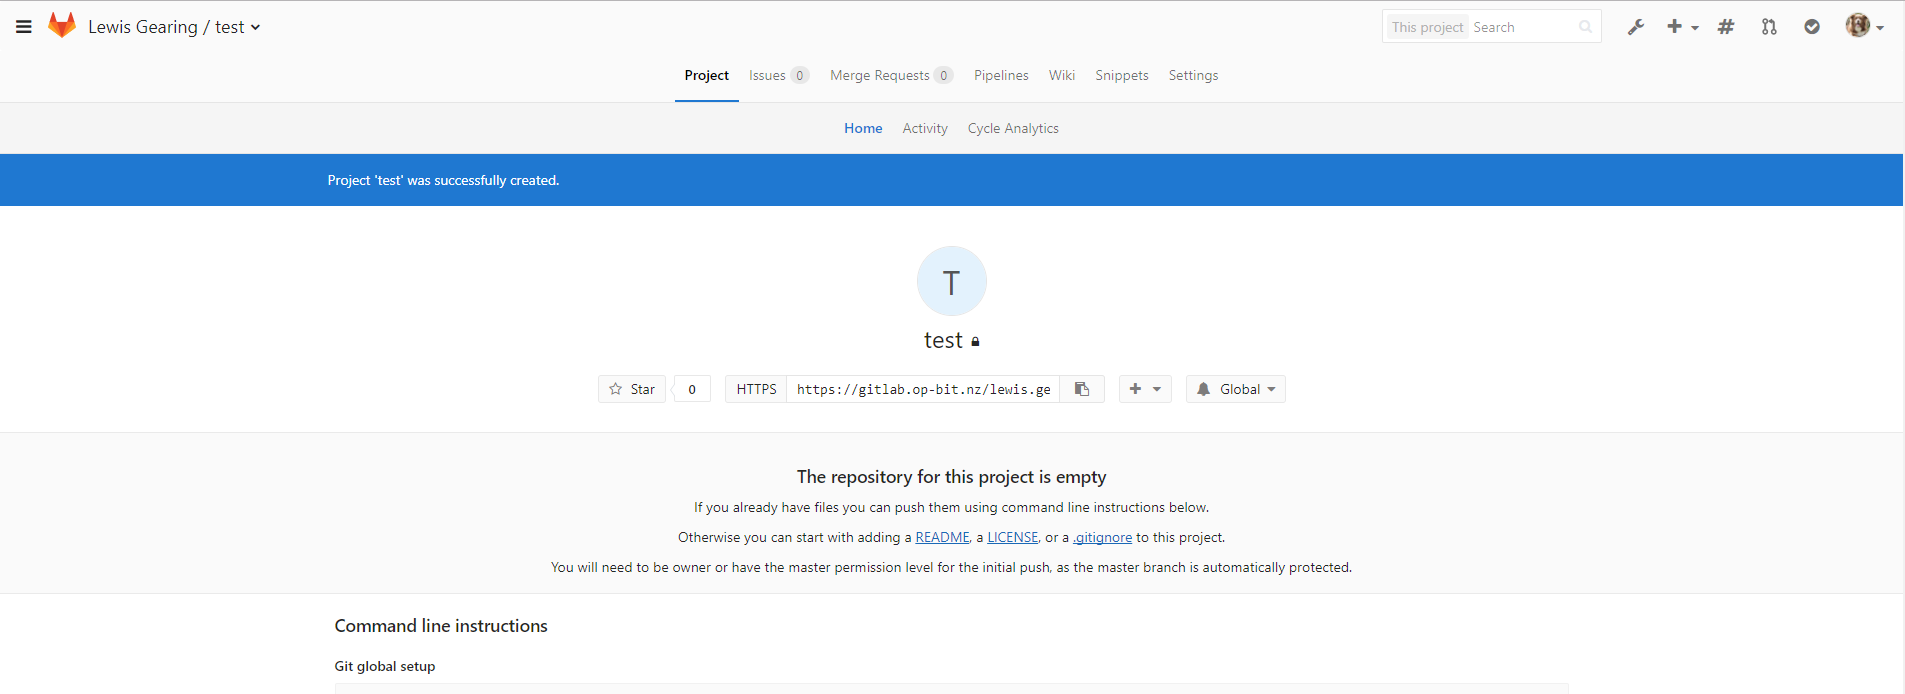 Lewis Gearing / test
This project Search
Project Issues 0 Merge Requests 0 Pipelines Wiki Snippets Settings
Home Activity Cycle Analytics
Project 'test' was successfully created.
T
test
Star 0 HTTPS https://gitlab.op-bit.nz/lewis.ge Global
The repository for this project is empty
If you already have files you can push them using command line instructions below.
Otherwise you can start with adding a README, a LICENSE, or a .gitignore to this project.
You will need to be owner or have the master permission level for the initial push, as the master branch is automatically protected.
Command line instructions
Git global setup